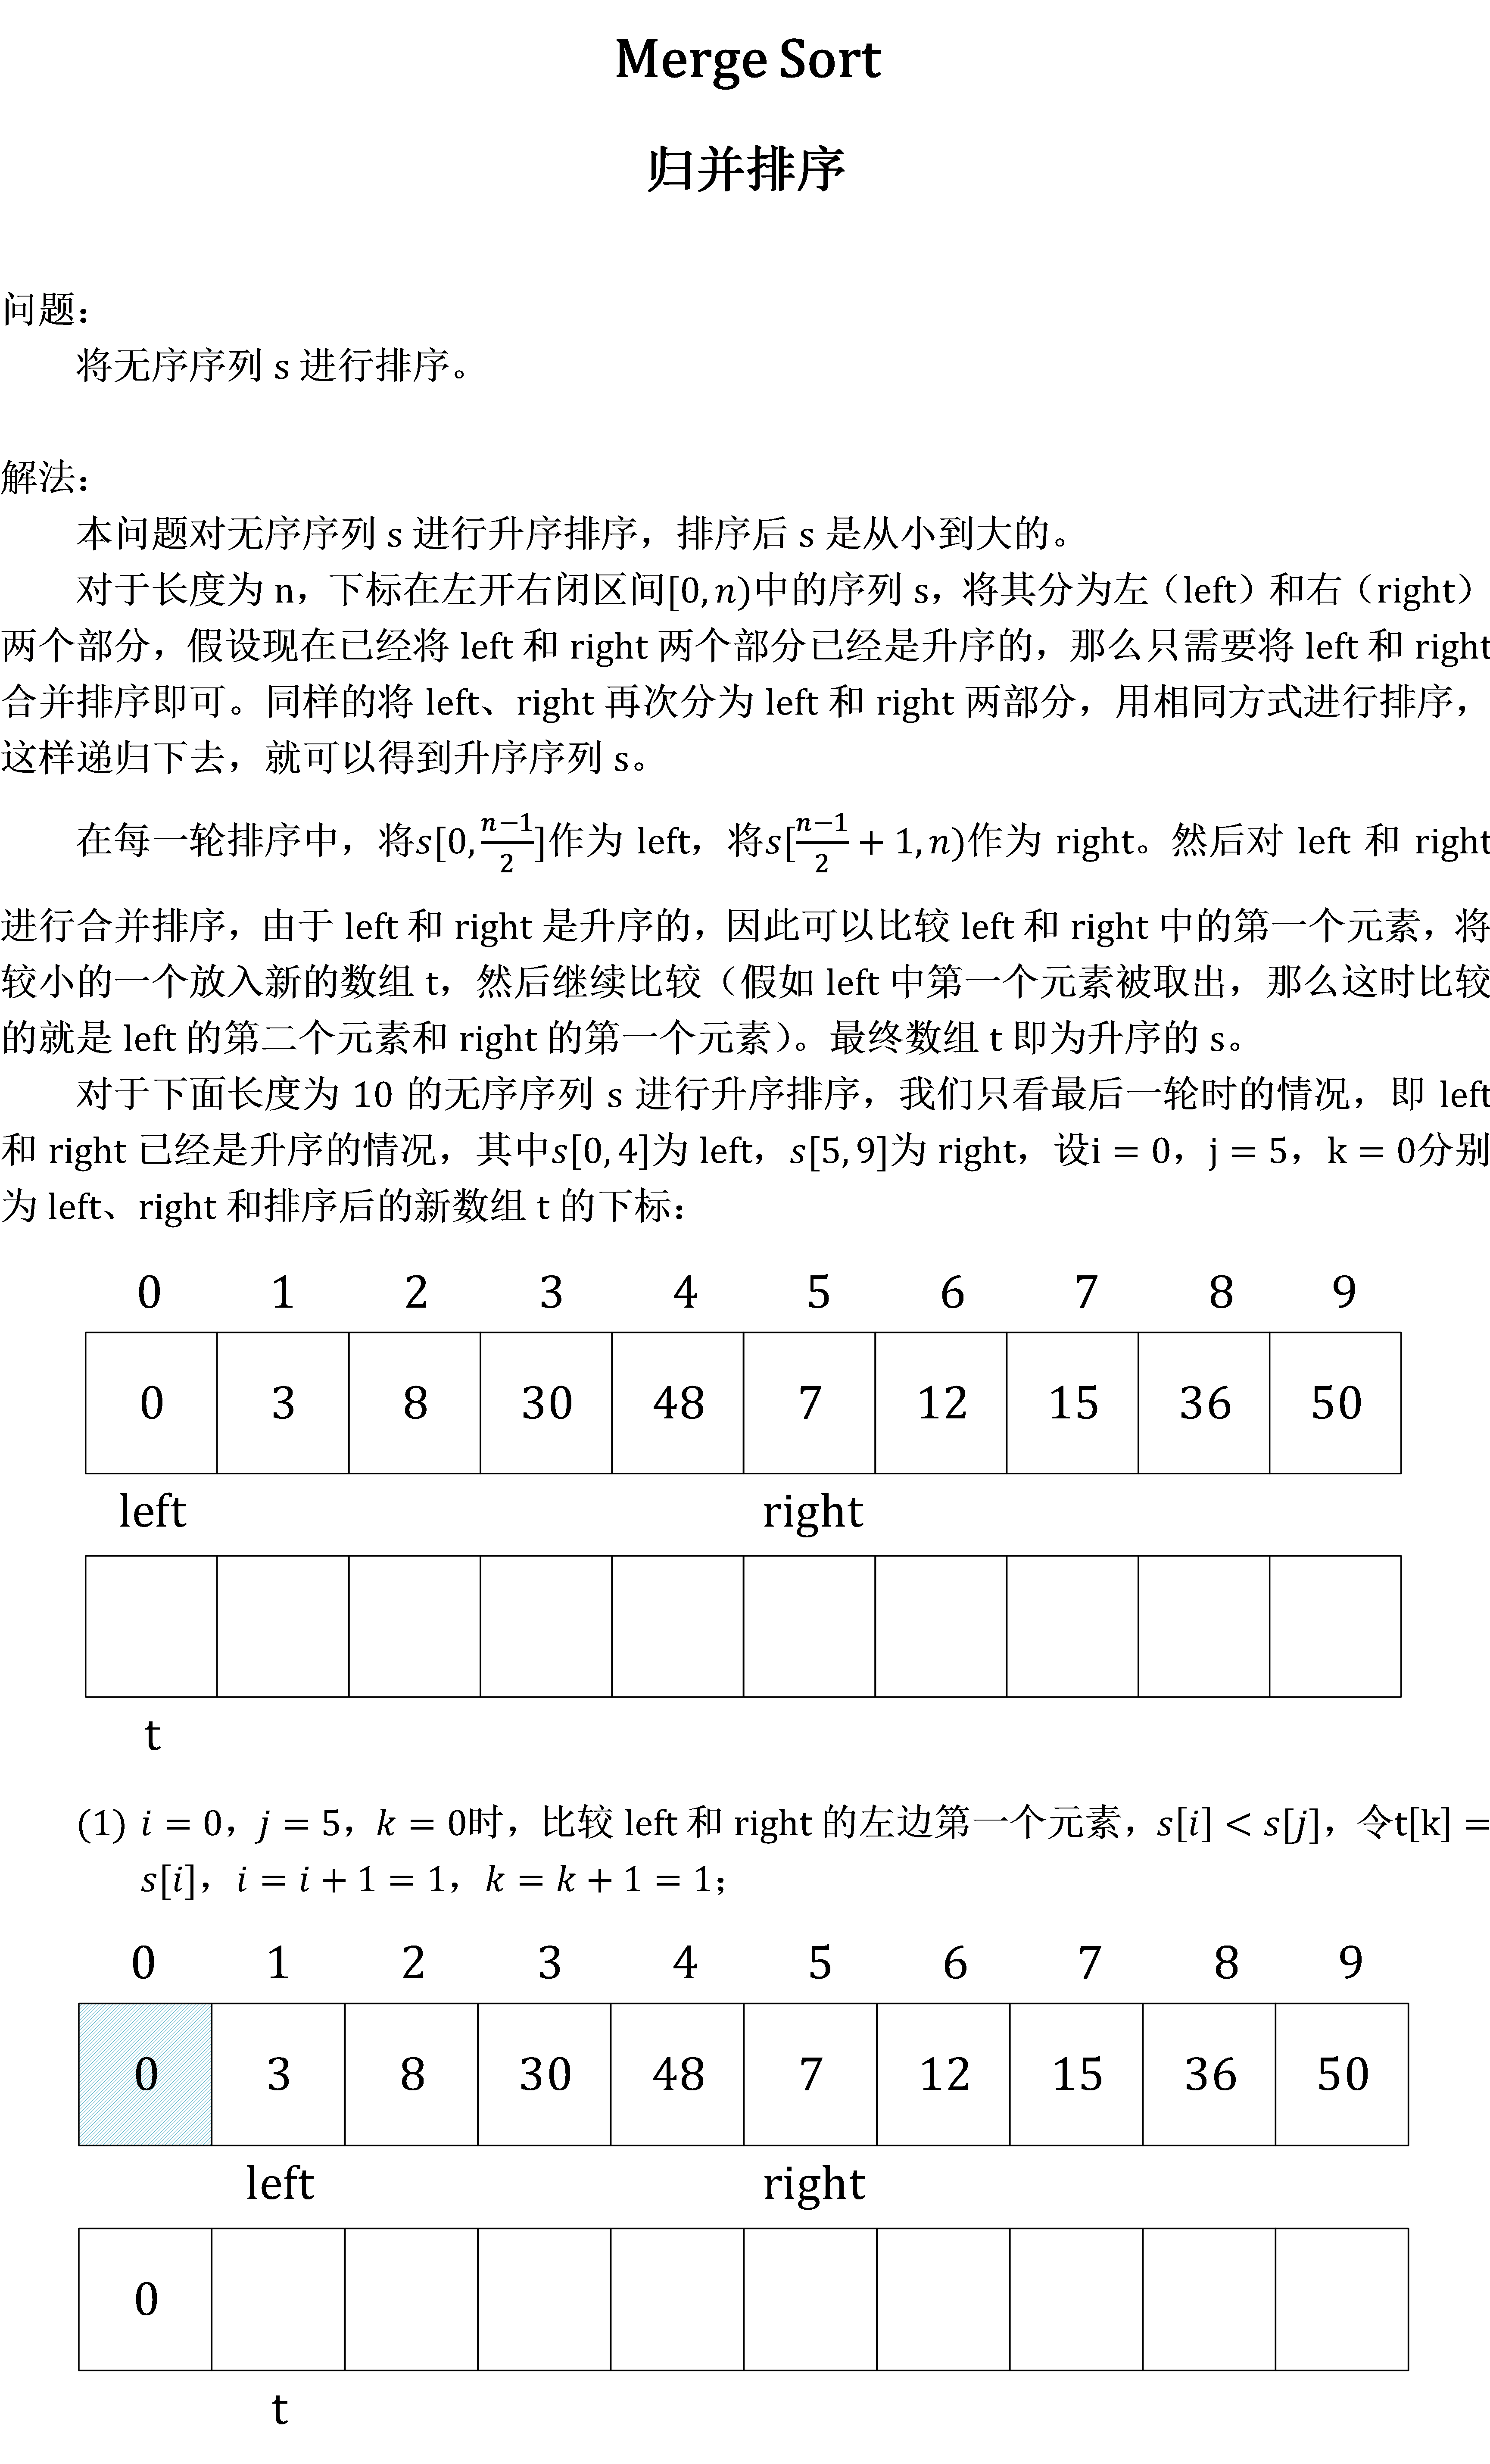 Merge Sort
归并排序
问题：
将无序序列 s 进行排序。
解法：
本问题对无序序列 s 进行升序排序，排序后 s 是从小到大的。
对于长度为 n，下标在左开右闭区间[0, n)中的序列 s，将其分为左（left）和右（right）
两个部分，假设现在已经将 left 和 right 两个部分已经是升序的，那么只需要将 left 和 right
合并排序即可。同样的将 left、right 再次分为 left 和 right 两部分，用相同方式进行排序，
这样递归下去，就可以得到升序序列 s。
在每一轮排序中，将s[0, \frac{n-1}{2}]作为 left，将s[\frac{n-1}{2} + 1, n)作为 right。然后对 left 和 right
进行合并排序，由于 left 和 right 是升序的，因此可以比较 left 和 right 中的第一个元素，将
较小的一个放入新的数组 t，然后继续比较（假如 left 中第一个元素被取出，那么这时比较
的就是 left 的第二个元素和 right 的第一个元素）。最终数组 t 即为升序的 s。
对于下面长度为 10 的无序序列 s 进行升序排序，我们只看最后一轮时的情况，即 left
和 right 已经是升序的情况，其中s[0, 4]为 left，s[5, 9]为 right，设i = 0，j = 5，k = 0分别
为 left、right 和排序后的新数组 t 的下标：
0 1 2 3 4 5 6 7 8 9
0 3 8 30 48 7 12 15 36 50
left right
t
(1) i = 0，j = 5，k = 0时，比较 left 和 right 的左边第一个元素，s[i] < s[j]，令t[k] =
s[i]，i = i + 1 = 1，k = k + 1 = 1；
0 1 2 3 4 5 6 7 8 9
0 3 8 30 48 7 12 15 36 50
left right
0
t